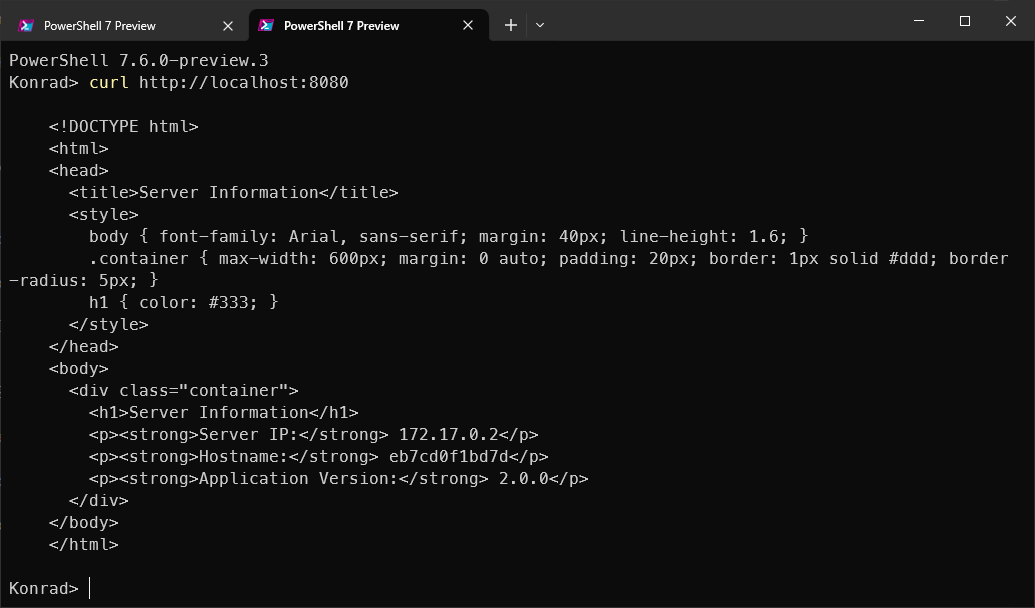 PowerShell 7 Preview
PowerShell 7 Preview
PowerShell 7.6.0-preview.3
Konrad> curl http://localhost:8080
<!DOCTYPE html>
<html>
<head>
<title>Server Information</title>
<style>
body { font-family: Arial, sans-serif; margin: 40px; line-height: 1.6; }
.container { max-width: 600px; margin: 0 auto; padding: 20px; border: 1px solid #ddd; border
-radius: 5px; }
h1 { color: #333; }
</style>
</head>
<body>
<div class="container">
<h1>Server Information</h1>
<p><strong>Server IP:</strong> 172.17.0.2</p>
<p><strong>Hostname:</strong> eb7cd0f1bd7d</p>
<p><strong>Application Version:</strong> 2.0.0</p>
</div>
</body>
</html>
Konrad>